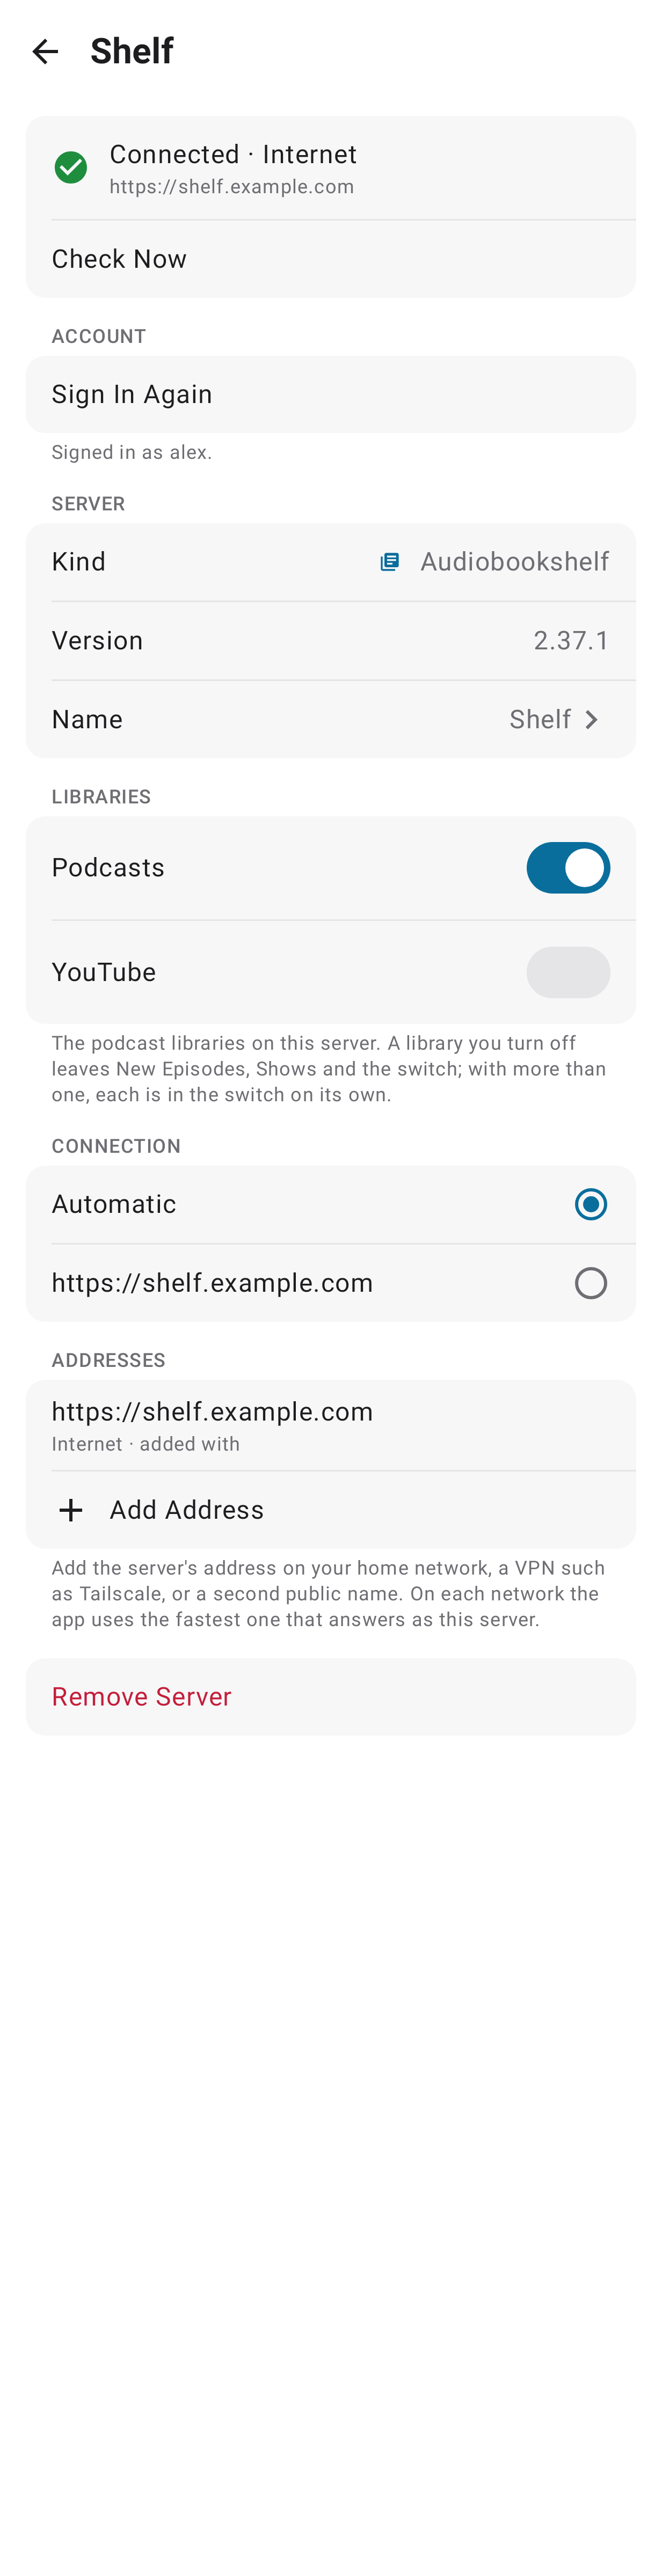 Shelf
Connected · Internet
https://shelf.example.com
Check Now
ACCOUNT
Sign In Again
Signed in as alex.
SERVER
Kind Audiobookshelf
Version 2.37.1
Name Shelf
LIBRARIES
Podcasts
YouTube
The podcast libraries on this server. A library you turn off
leaves New Episodes, Shows and the switch; with more than
one, each is in the switch on its own.
CONNECTION
Automatic
https://shelf.example.com
ADDRESSES
https://shelf.example.com
Internet · added with
Add Address
Add the server's address on your home network, a VPN such
as Tailscale, or a second public name. On each network the
app uses the fastest one that answers as this server.
Remove Server